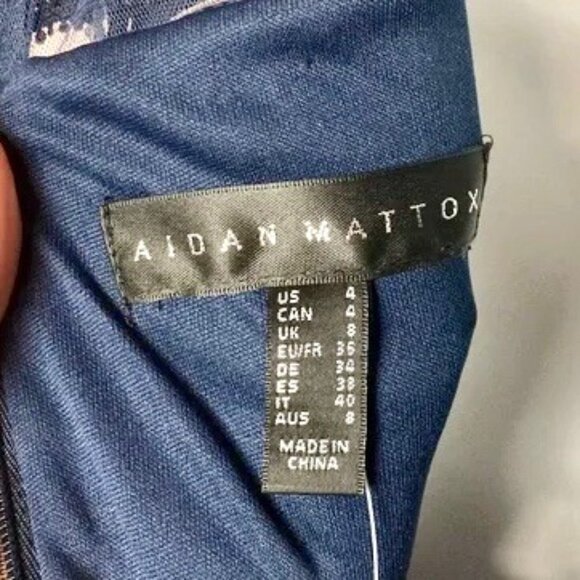 AIDAN MATTOX
US 4
CAN 4
UK 8
EU/FR 36
DE 34
ES 38
IT 40
AUS 8
MADE IN
CHINA